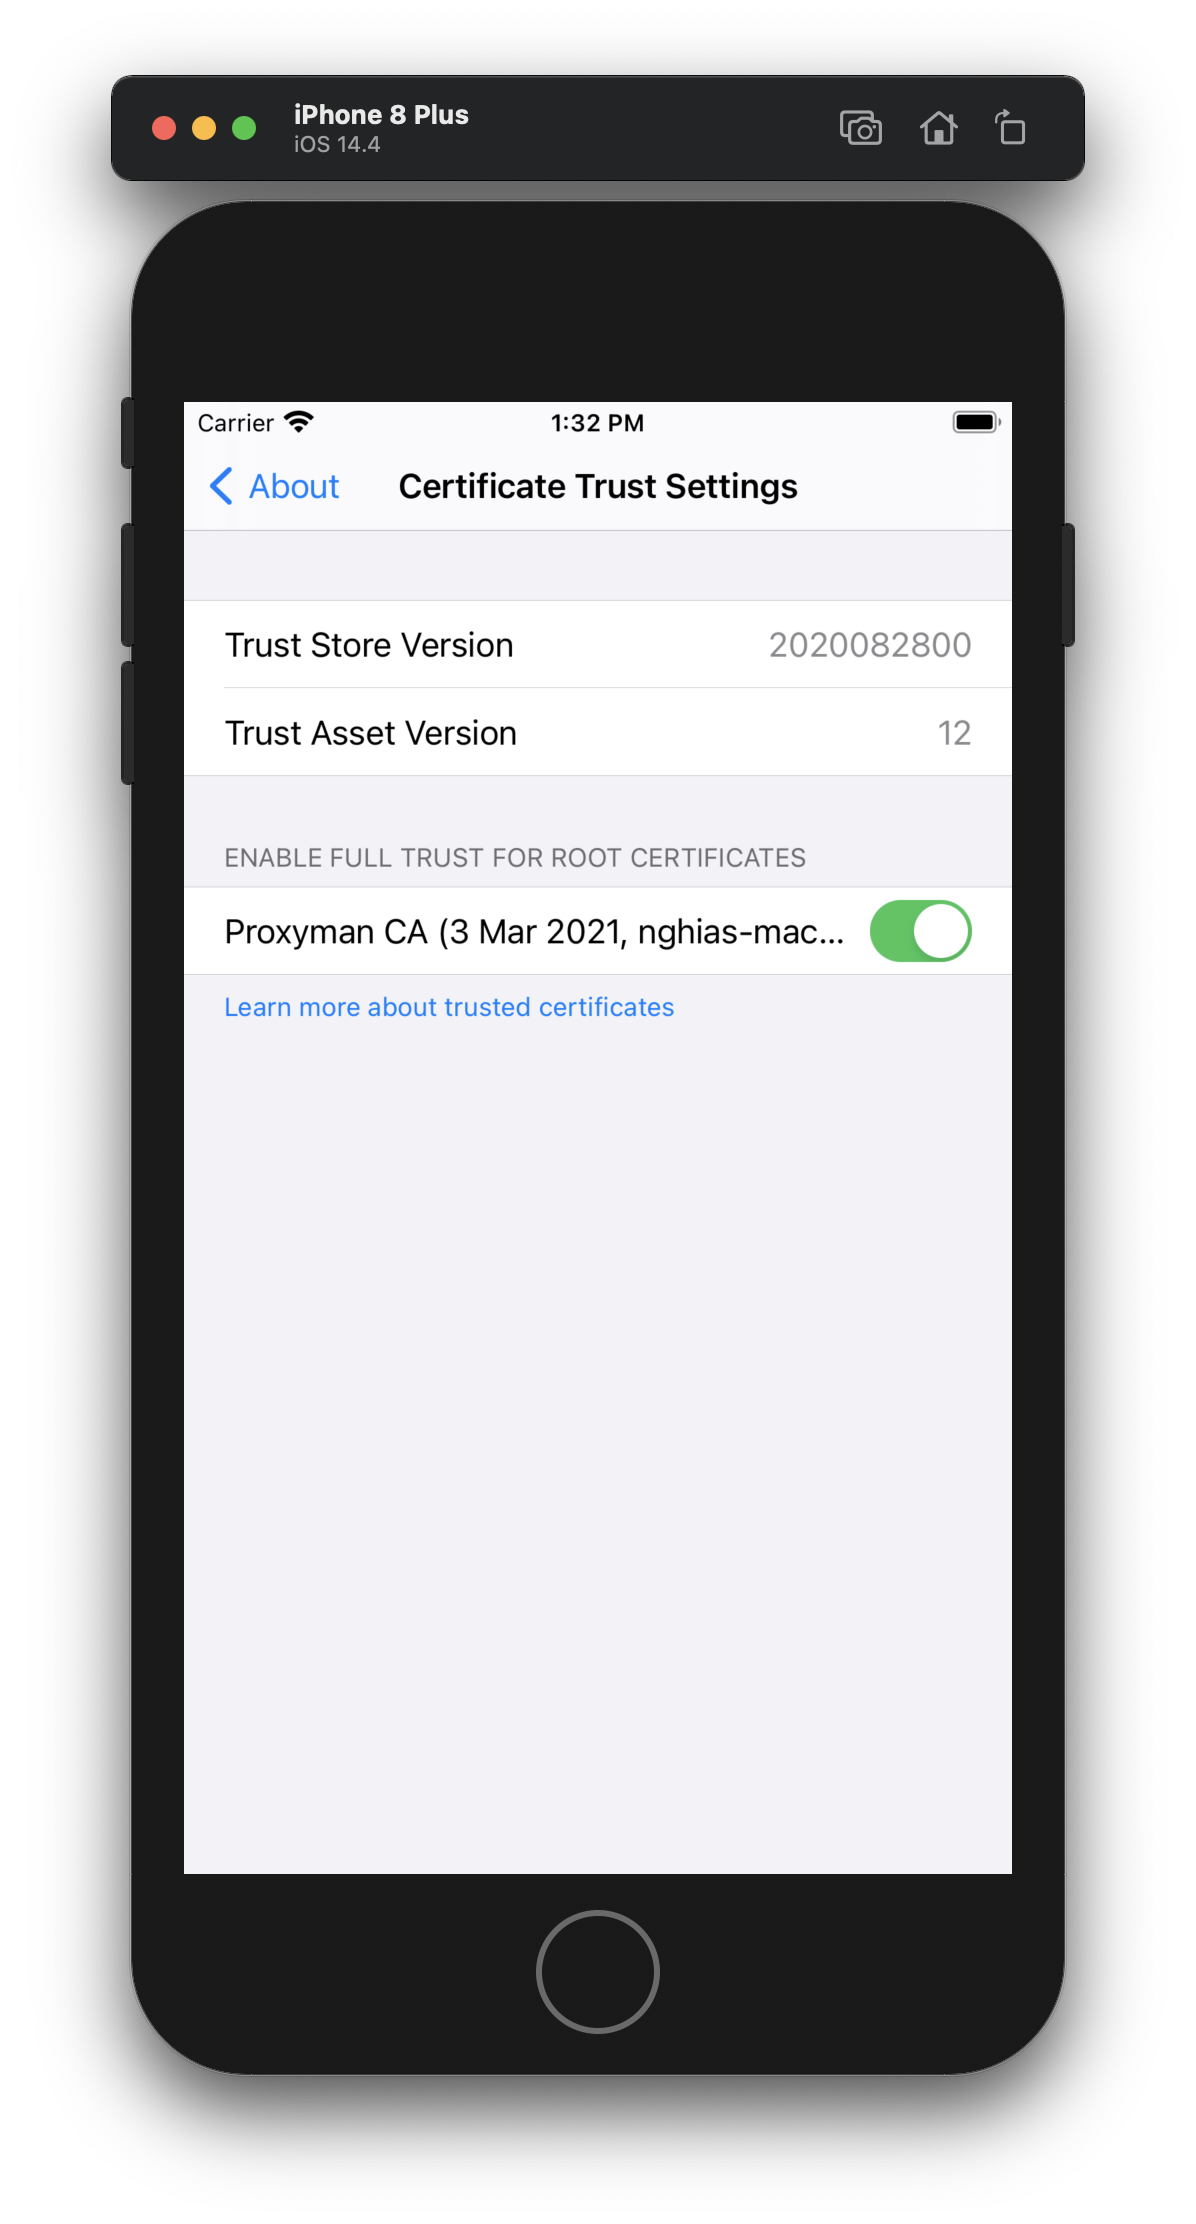 iPhone 8 Plus
iOS 14.4
Carrier 1:32 PM
About Certificate Trust Settings
Trust Store Version 2020082800
Trust Asset Version 12
ENABLE FULL TRUST FOR ROOT CERTIFICATES
Proxyman CA (3 Mar 2021, nghias-mac...
Learn more about trusted certificates